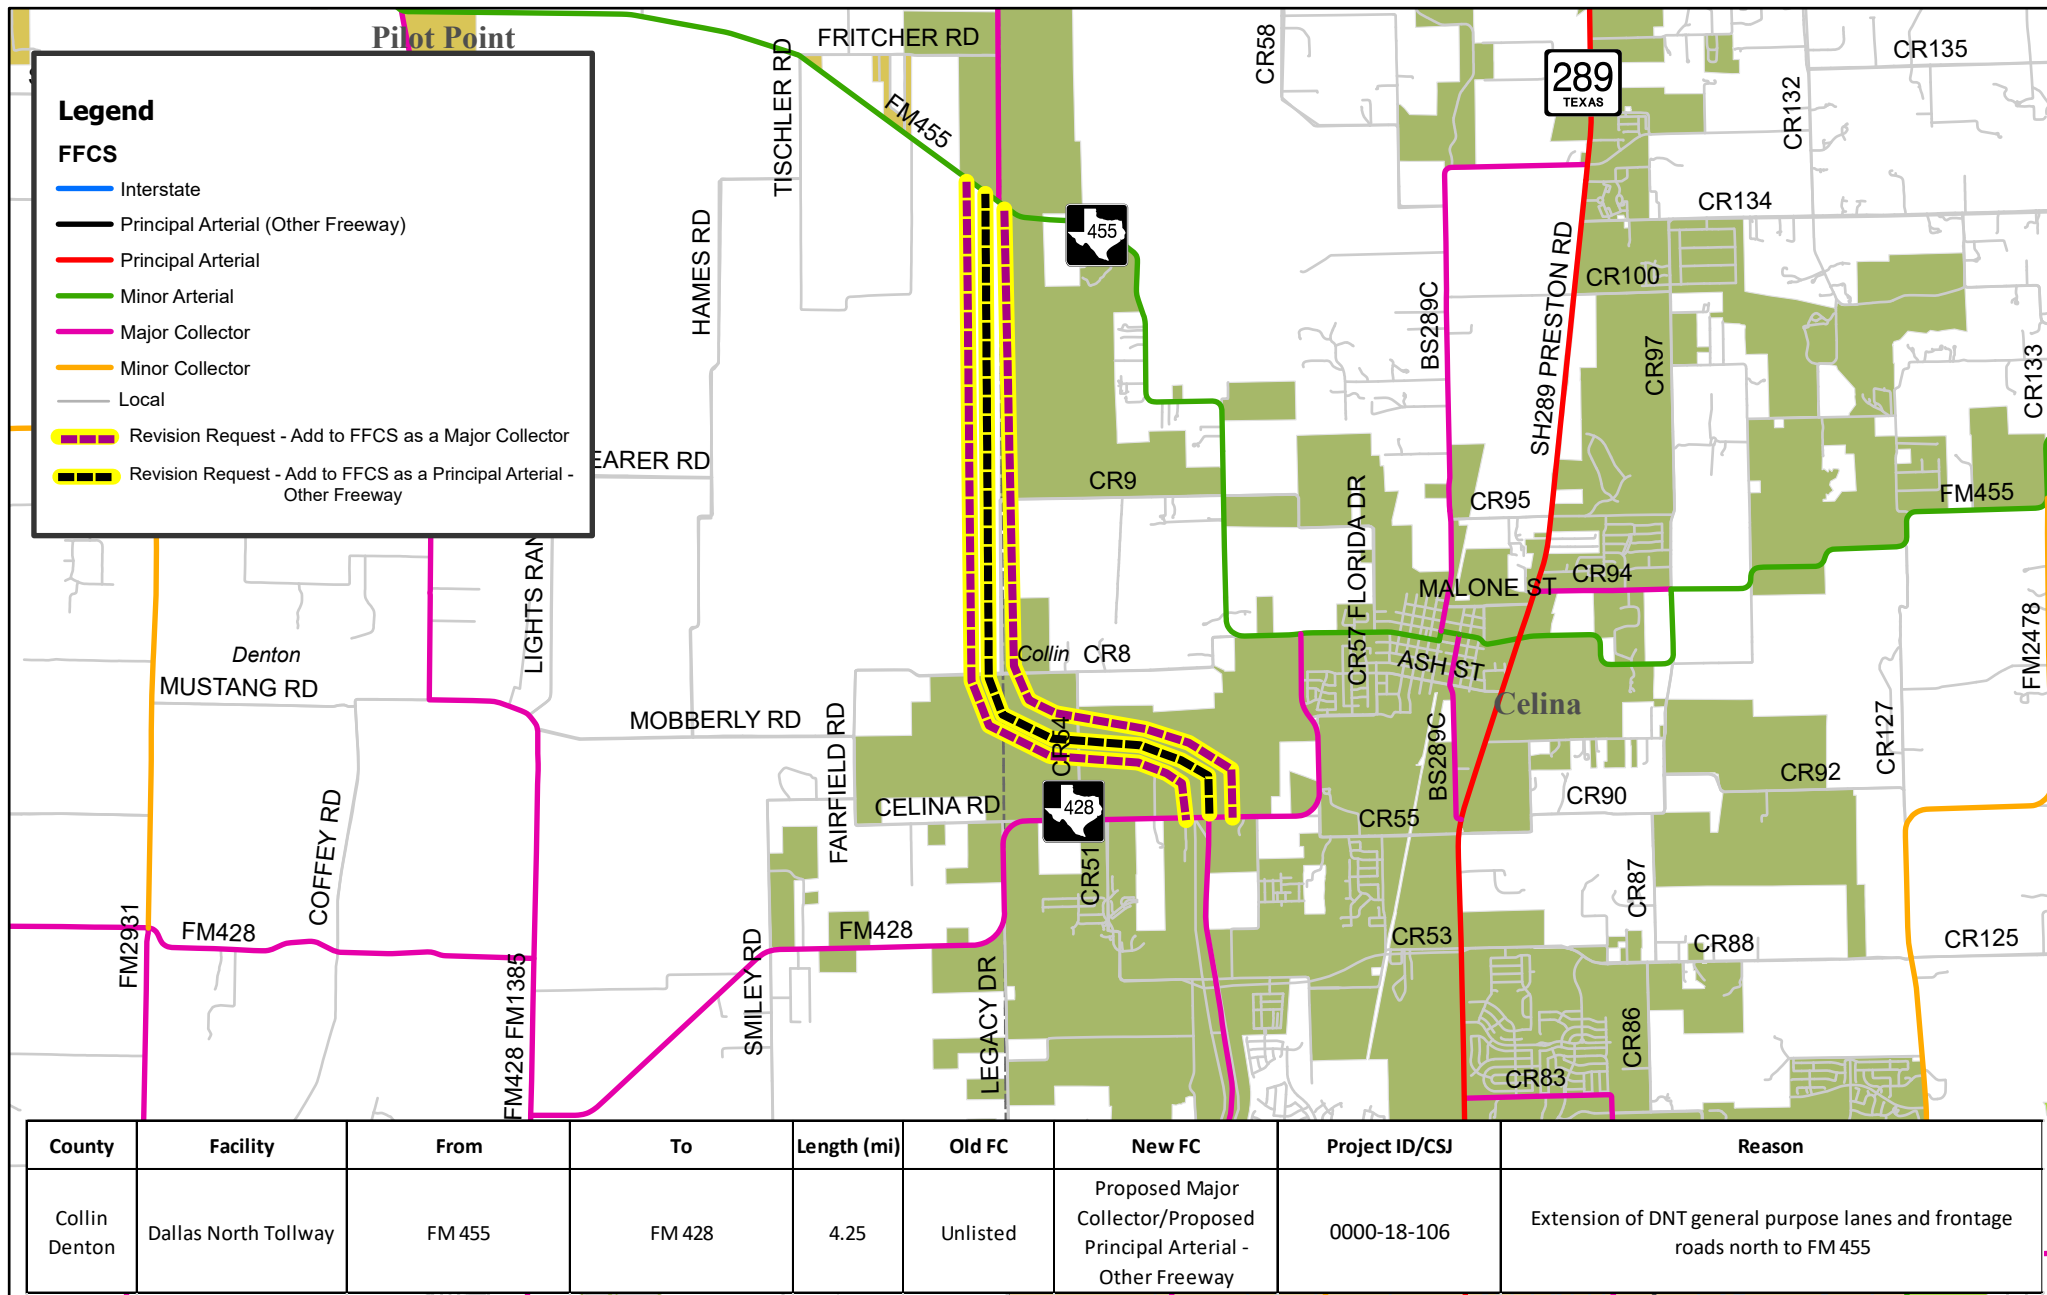 Pilot Point
FRITCHER RD
TISCHLER RD
CR58
CR135
CR132
289
TEXAS
Legend
FFCS
Interstate
Principal Arterial (Other Freeway)
Principal Arterial
Minor Arterial
Major Collector
Minor Collector
Local
Revision Request - Add to FFCS as a Major Collector
Revision Request - Add to FFCS as a Principal Arterial -
Other Freeway
FM455
CR134
455
HAMES RD
SH289 PRESTON RD
CR100
BS289C
CR97
CR133
EARER RD
CR9
CR95
FM455
CR57 FLORIDA DR
LIGHTS RAN
MALONE ST
CR94
FM2478
Denton
Collin
CR8
ASH ST
MUSTANG RD
Celina
MOBBERLY RD
FAIRFIELD RD
CR54
BS289C
CR127
CR92
CELINA RD
428
CR90
CR55
COFFEY RD
CR51
CR87
FM2931
FM428
FM428
CR53
CR88
CR125
SMILEY RD
LEGACY DR
FM428 FM1385
CR86
CR83
County
Facility
From
To
Length (mi)
Old FC
New FC
Project ID/CSJ
Reason
Collin
Denton
Dallas North Tollway
FM 455
FM 428
4.25
Unlisted
Proposed Major
Collector/Proposed
Principal Arterial -
Other Freeway
0000-18-106
Extension of DNT general purpose lanes and frontage
roads north to FM 455